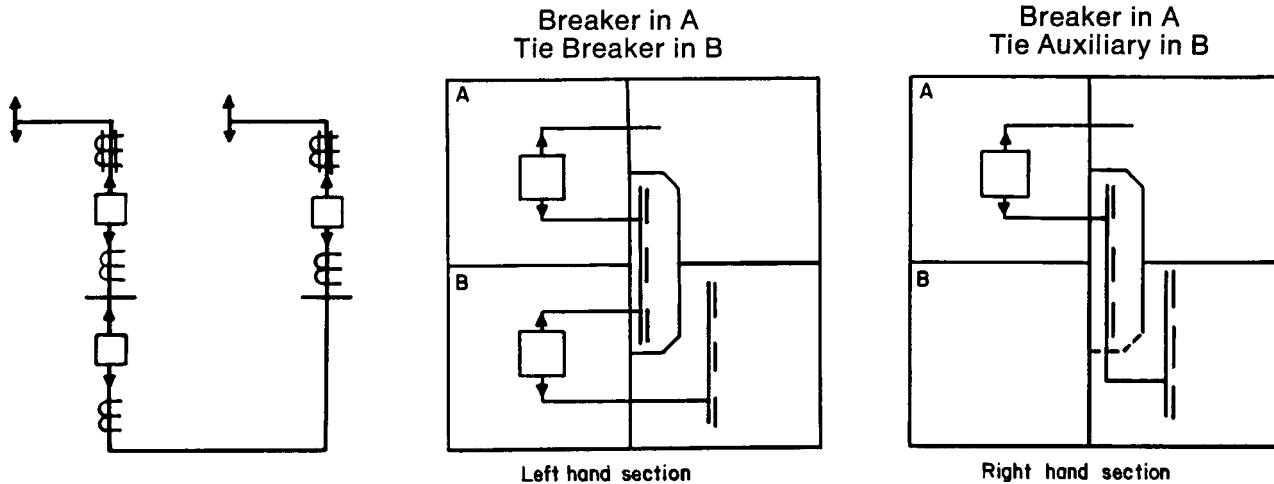 Breaker in A
Tie Breaker in B
A
B
Left hand section
Breaker in A
Tie Auxiliary in B
A
B
Right hand section